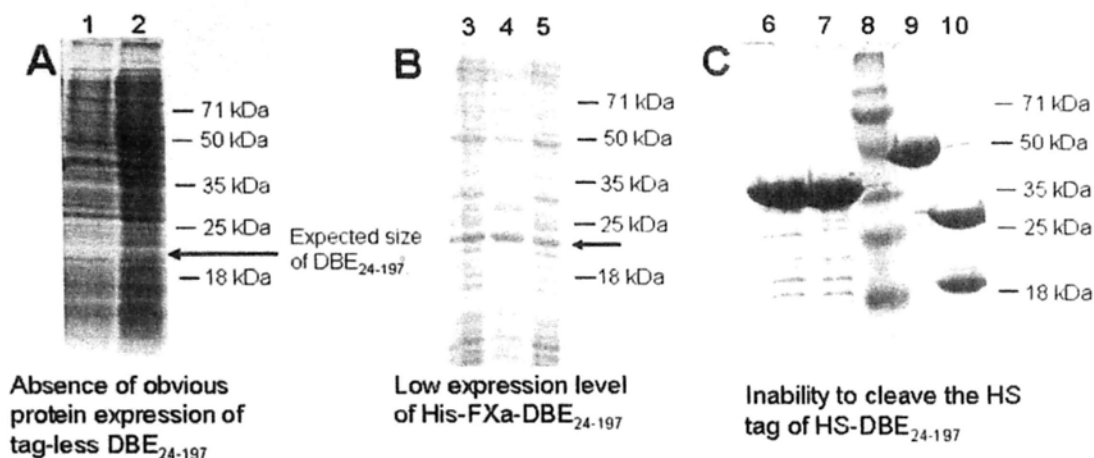 1 2
A
71 kDa
50 kDa
35 kDa
25 kDa
18 kDa
Expected size
of DBE24-197
Absence of obvious
protein expression of
tag-less DBE24-197
3 4 5
B
71 kDa
50 kDa
35 kDa
25 kDa
18 kDa
Low expression level
of His-FXa-DBE24-197
6 7 8 9 10
C
71 kDa
50 kDa
35 kDa
25 kDa
18 kDa
Inability to cleave the HS
tag of HS-DBE24-197